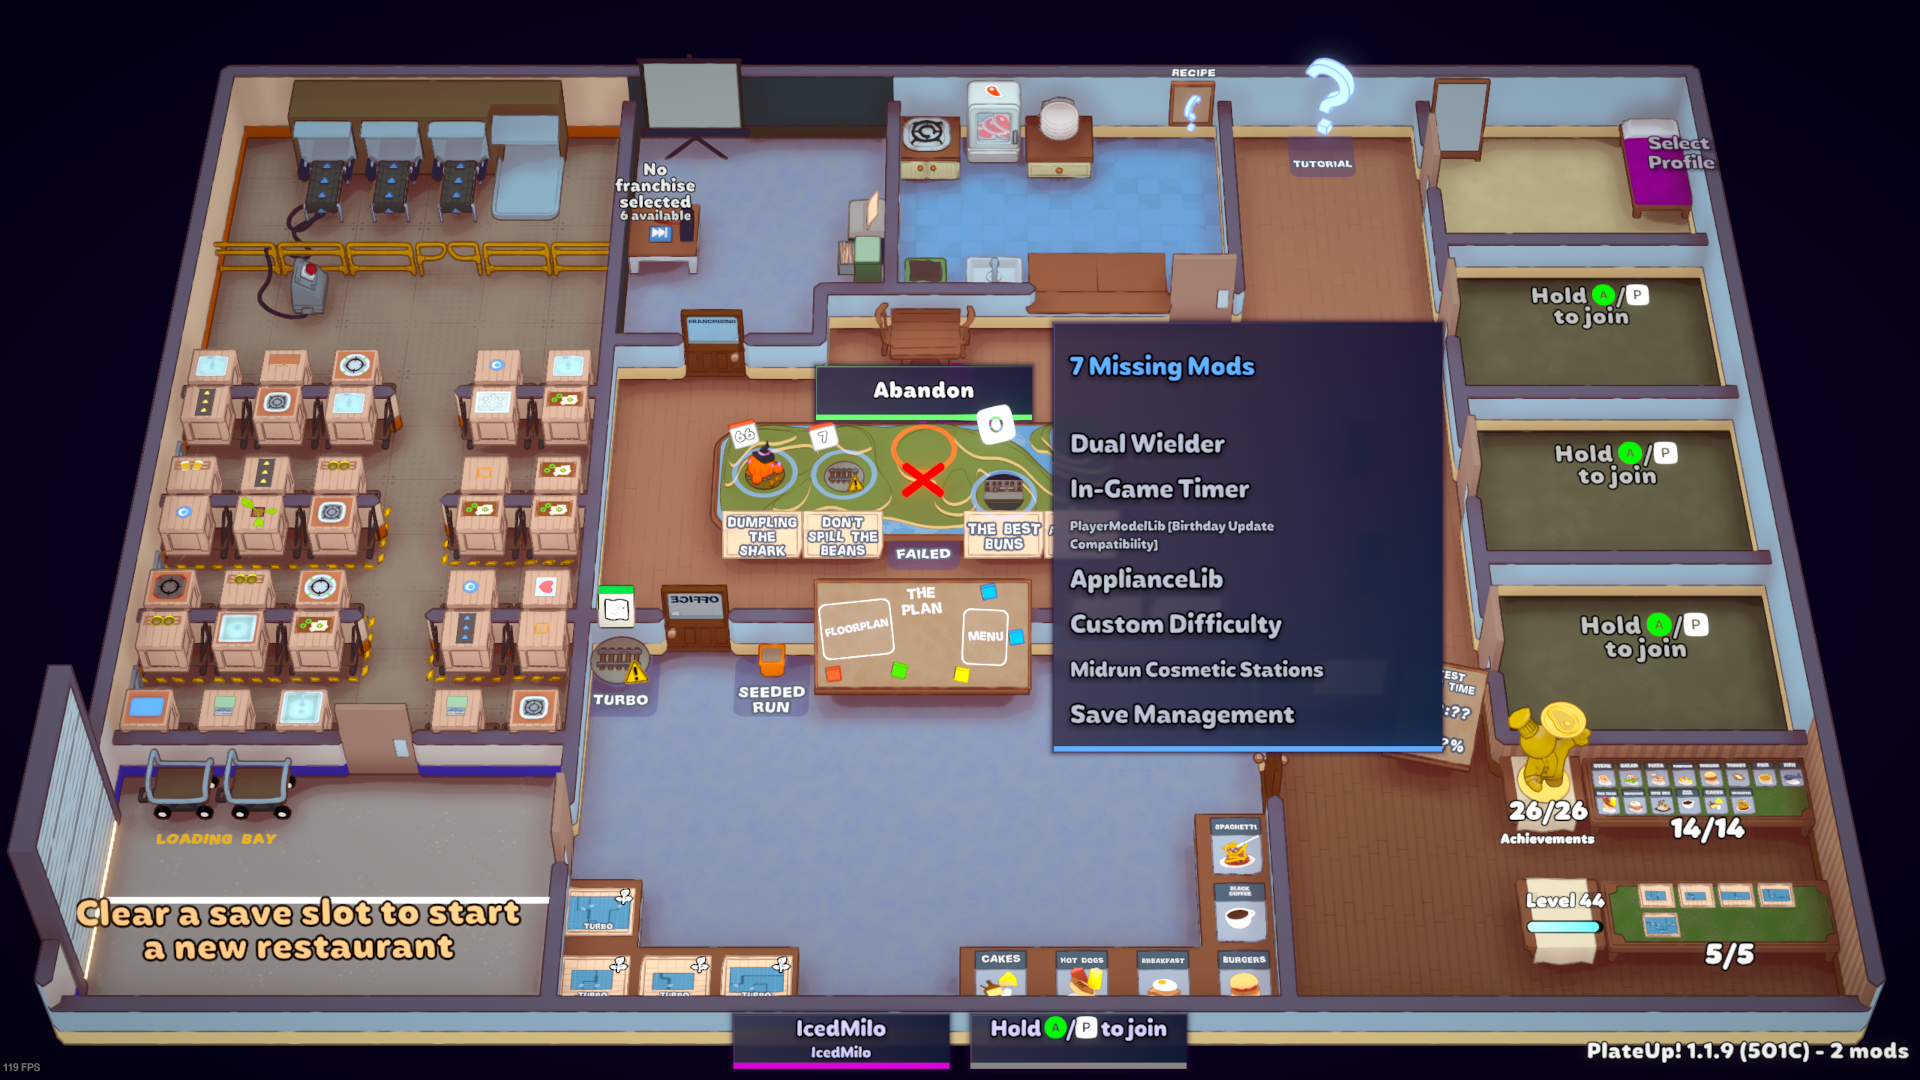 RECIPE
TUTORIAL
Select
Profile
No
franchise
selected
6 available
FRANCHISING
Hold A/P
to join
Hold A/P
to join
Hold A/P
to join
Abandon
66
7
DUMPLING
THE
SHARK
DON'T
SPILL THE
BEANS
FAILED
THE BEST
BUNS
7 Missing Mods
Dual Wielder
In-Game Timer
PlayerModelLib [Birthday Update
Compatibility]
ApplianceLib
Custom Difficulty
Midrun Cosmetic Stations
Save Management
OFFICE
THE
PLAN
FLOORPLAN
MENU
TURBO
SEEDED
RUN
TIME
:??
%
26/26
Achievements
14/14
Level 44
5/5
LOADING BAY
Clear a save slot to start
a new restaurant
TURBO
TURBO
TURBO
TURBO
SPAGHETTI
BLACK
COFFEE
CAKES
HOT DOGS
BREAKFAST
BURGERS
IcedMilo
IcedMilo
Hold A/P to join
PlateUp! 1.1.9 (501C) - 2 mods
119 FPS